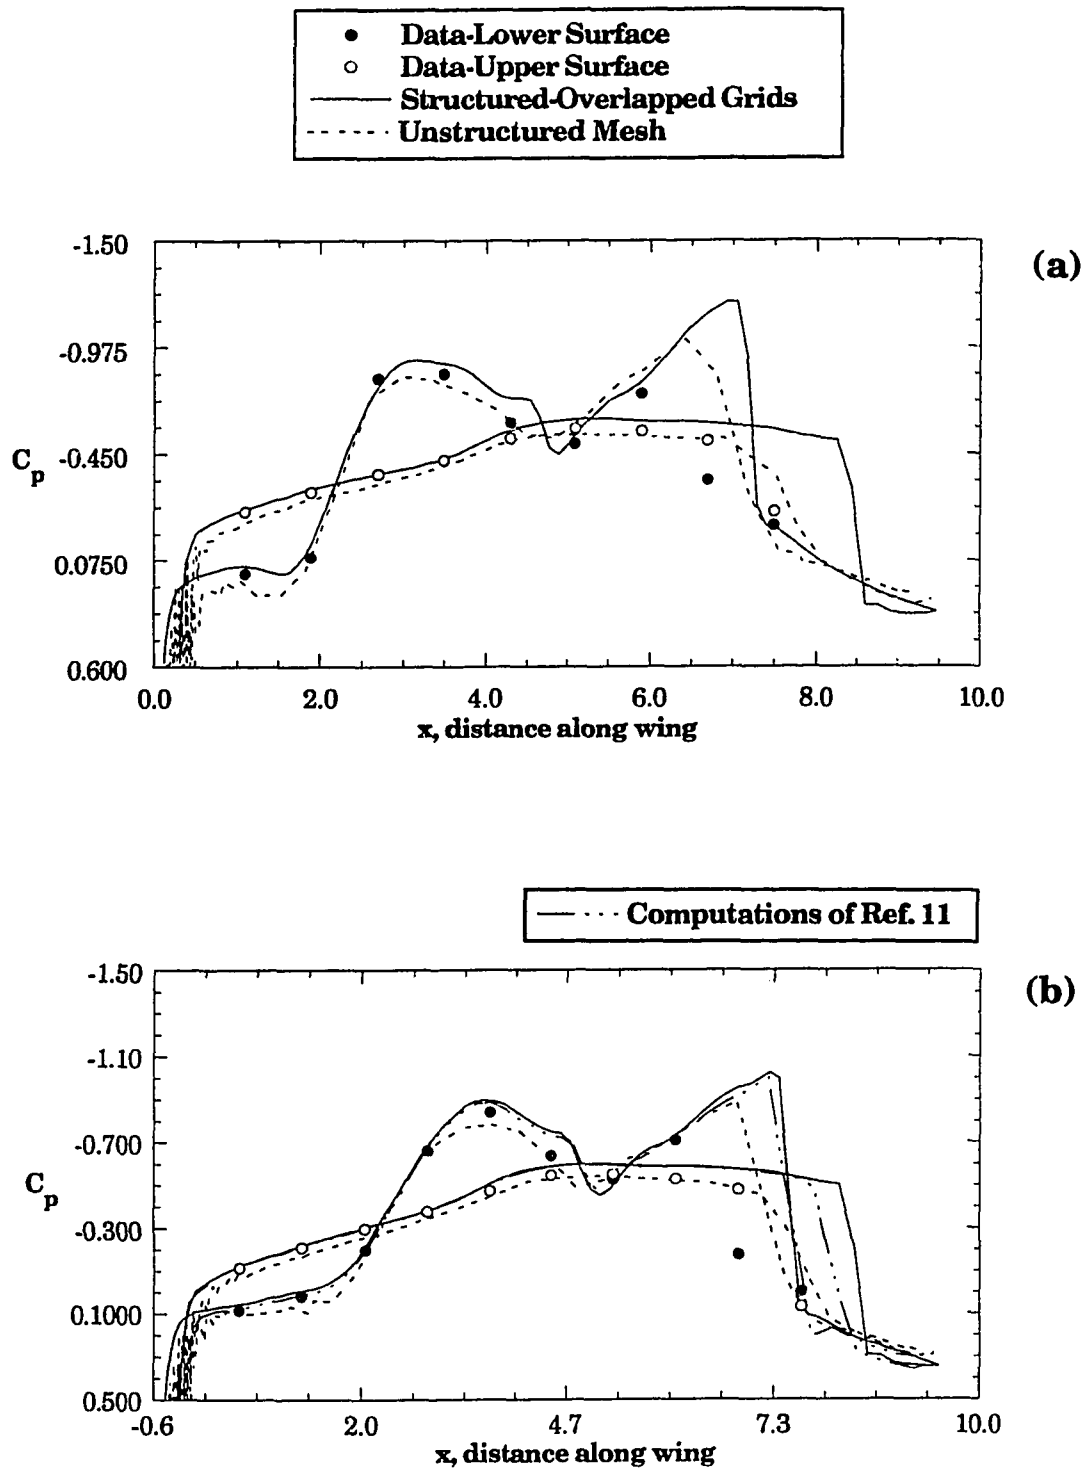 Data-Lower Surface
Data-Upper Surface
Structured-Overlapped Grids
Unstructured Mesh
(a)
-1.50
-0.975
-0.450
0.0750
0.600
Cp
0.0 2.0 4.0 6.0 8.0 10.0
x, distance along wing
Computations of Ref. 11
(b)
-1.50
-1.10
-0.700
-0.300
0.1000
0.500
Cp
-0.6 2.0 4.7 7.3 10.0
x, distance along wing